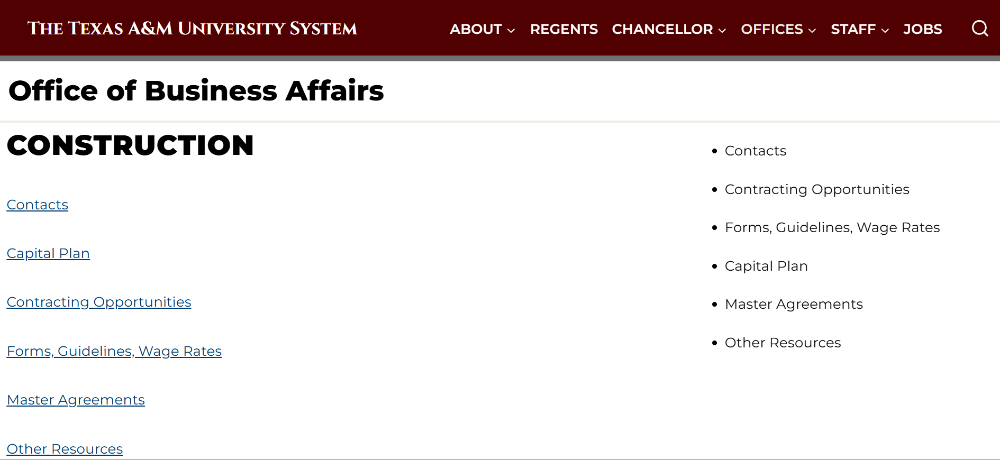 THE TEXAS A&M UNIVERSITY SYSTEM
ABOUT REGENTS CHANCELLOR OFFICES STAFF JOBS
Office of Business Affairs
CONSTRUCTION
Contacts
Capital Plan
Contracting Opportunities
Forms, Guidelines, Wage Rates
Master Agreements
Other Resources
• Contacts
• Contracting Opportunities
• Forms, Guidelines, Wage Rates
• Capital Plan
• Master Agreements
• Other Resources